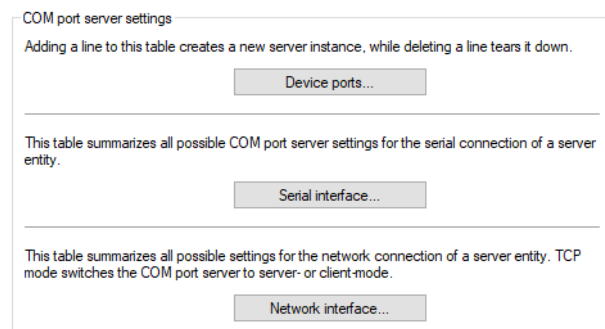 COM port server settings
Adding a line to this table creates a new server instance, while deleting a line tears it down.
Device ports...
This table summarizes all possible COM port server settings for the serial connection of a server
entity.
Serial interface...
This table summarizes all possible settings for the network connection of a server entity. TCP
mode switches the COM port server to server- or client-mode.
Network interface...